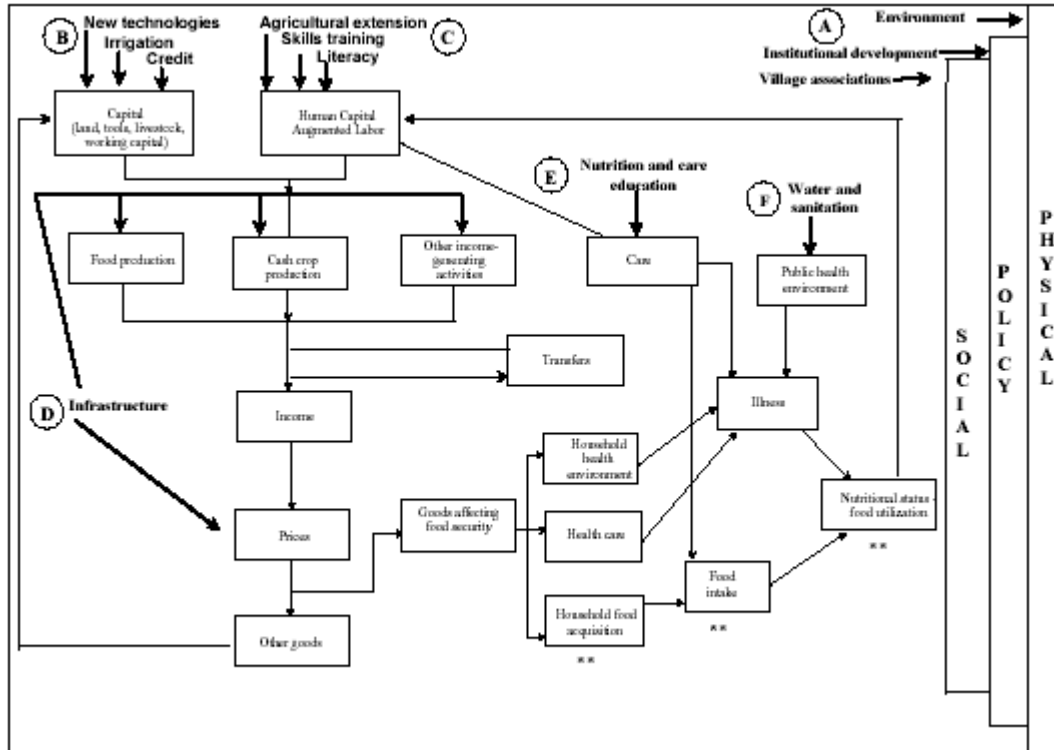 New technologies
B
Irrigation
Credit
Agricultural extension
Skills training
C
Literacy
A
Environment
Institutional development
Village associations
Capital
(land, tools, livestock,
working capital)
Human Capital
Augmented Labor
E
Nutrition and care
education
F
Water and
sanitation
Food production
Cash crop
production
Other income-
generating
activities
Care
Public health
environment
SOCIAL
POLICY
PHYSICAL
Transfers
D
Infrastructure
Income
Illness
Household
health
environment
Nutritional status -
food utilization
**
Prices
Goods affecting
food security
Health care
Food
intake
**
Household food
acquisition
**
Other goods